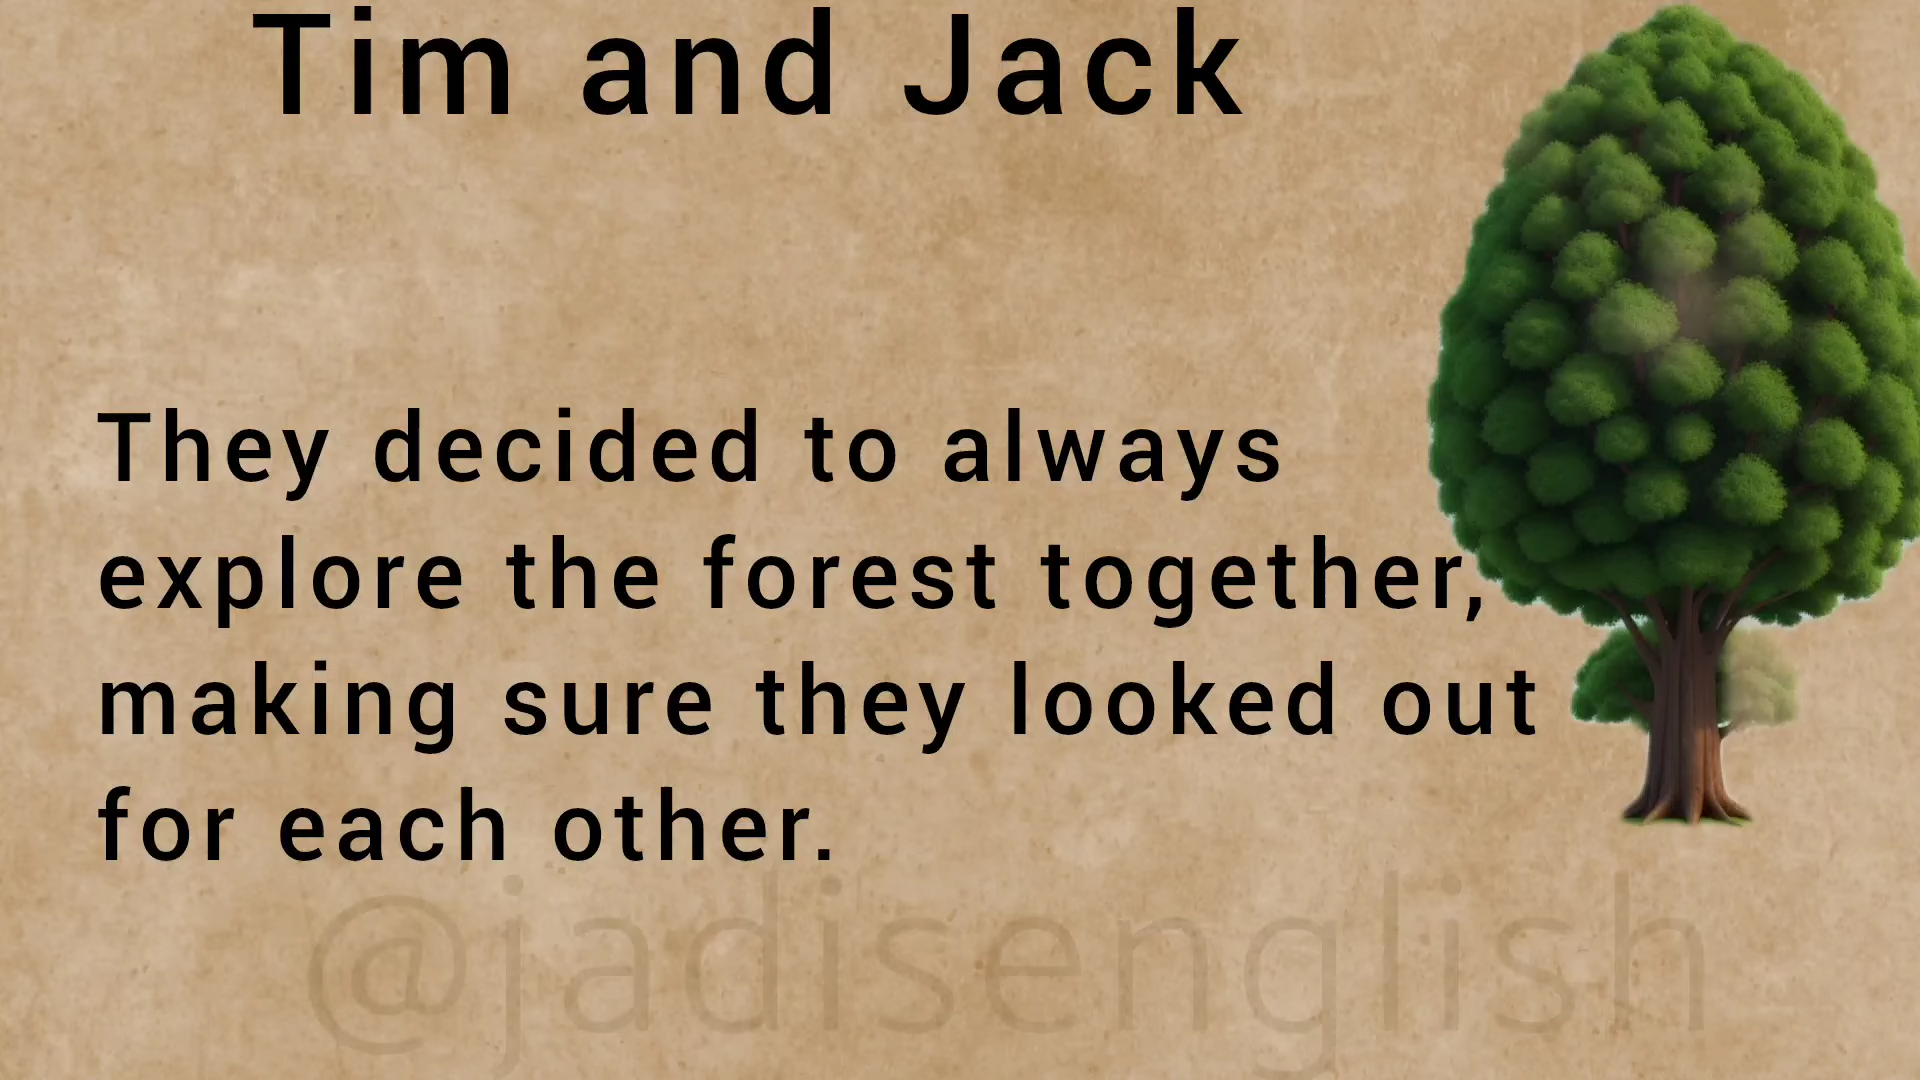 Tim and Jack
They decided to always
explore the forest together,
making sure they looked out
for each other.
@jadisenglish